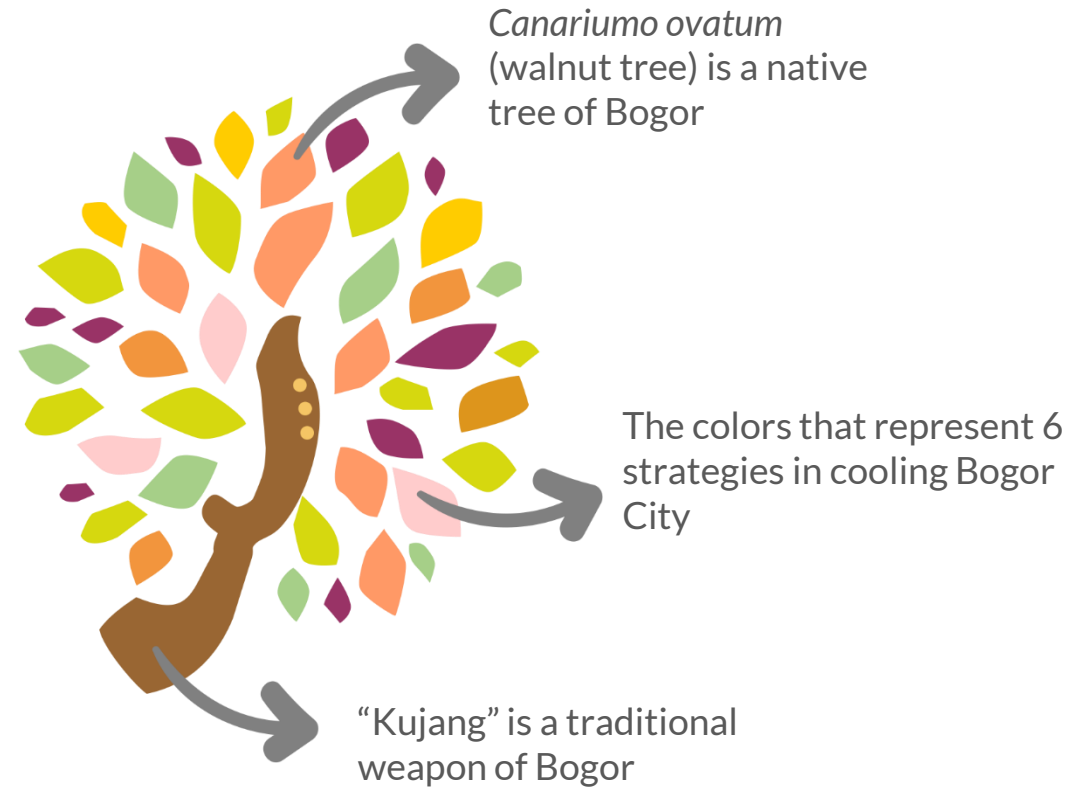 Canariumo ovatum
(walnut tree) is a native
tree of Bogor
The colors that represent 6
strategies in cooling Bogor
City
“Kujang” is a traditional
weapon of Bogor